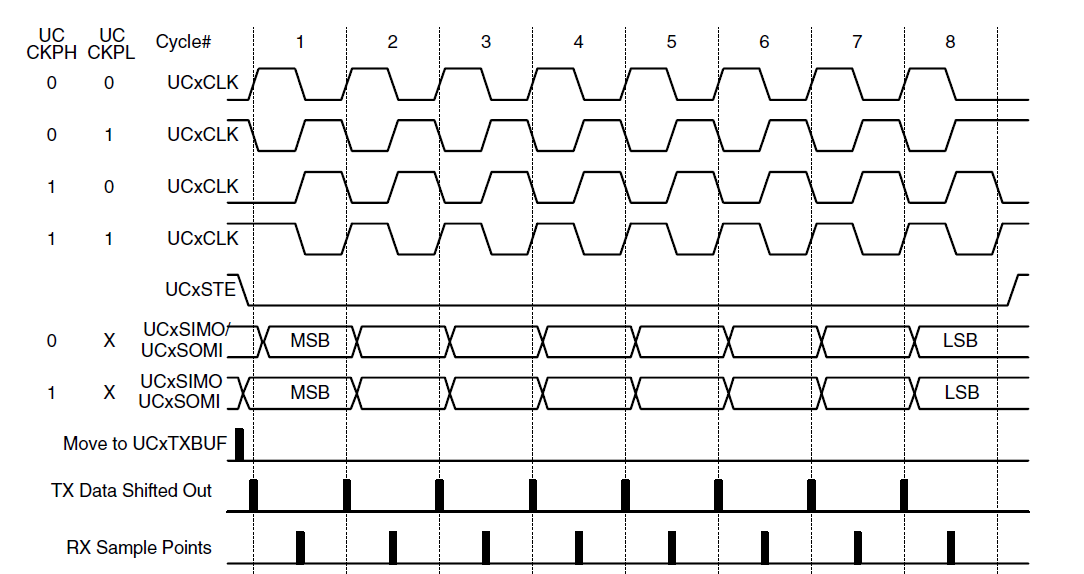 UC UC Cycle# 1 2 3 4 5 6 7 8
CKPH CKPL
0 0 UCxCLK
0 1 UCxCLK
1 0 UCxCLK
1 1 UCxCLK
UCxSTE
0 X UCxSIMO/ MSB LSB
UCxSOMI
1 X UCxSIMO MSB LSB
UCxSOMI
Move to UCxTXBUF
TX Data Shifted Out
RX Sample Points